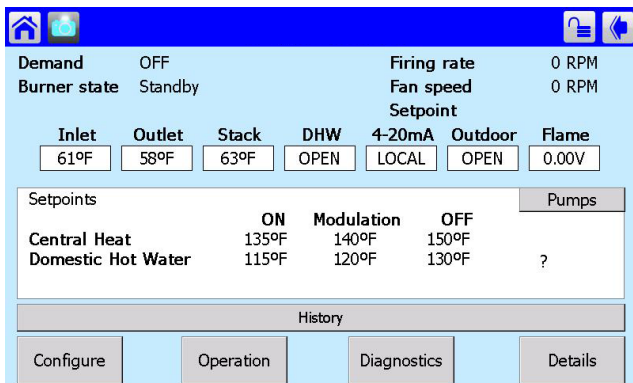 Demand OFF Firing rate 0 RPM
Burner state Standby Fan speed 0 RPM
Setpoint
Inlet Outlet Stack DHW 4-20mA Outdoor Flame
61ºF 58ºF 63ºF OPEN LOCAL OPEN 0.00V
Setpoints Pumps
ON Modulation OFF
Central Heat 135ºF 140ºF 150ºF
Domestic Hot Water 115ºF 120ºF 130ºF ?
History
Configure Operation Diagnostics Details